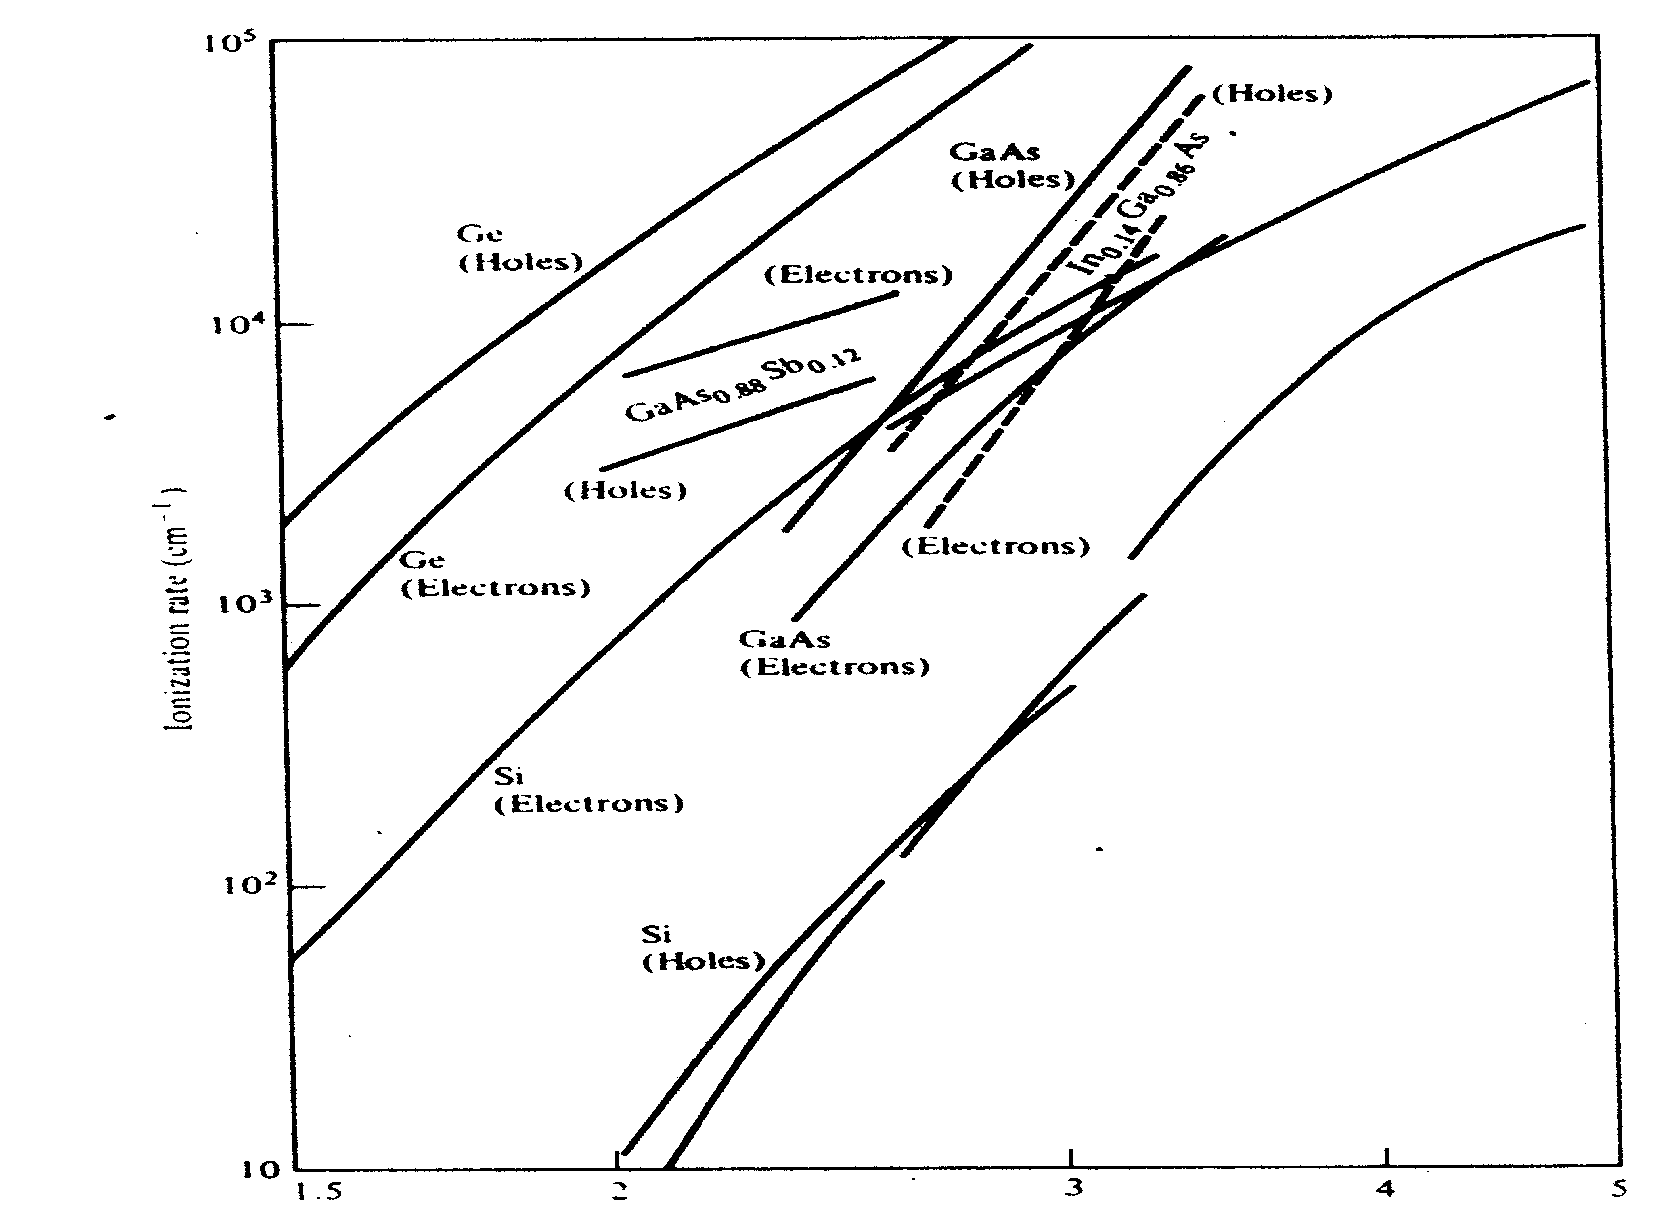 10⁵
(Holes)
GaAs
(Holes)
In₀.₁₄Ga₀.₈₆As
Ge
(Holes)
(Electrons)
10⁴
GaAs₀.₈₈Sb₀.₁₂
(Holes)
(Electrons)
Ge
(Electrons)
10³
Ionization rate (cm⁻¹)
GaAs
(Electrons)
Si
(Electrons)
10²
Si
(Holes)
10
1.5 2 3 4 5